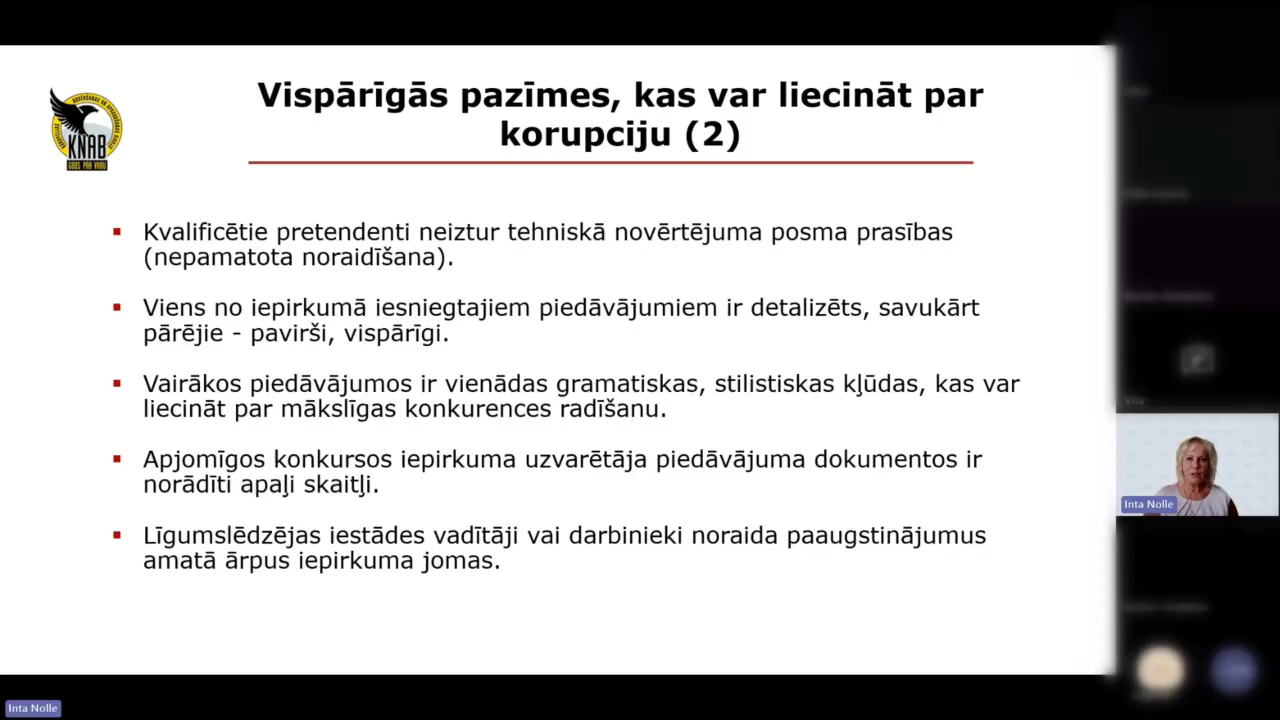 Vispārīgās pazīmes, kas var liecināt par
korupciju (2)
KNAB
GODS PAR VARU
Kvalificētie pretendenti neiztur tehniskā novērtējuma posma prasības
(nepamatota noraidīšana).
Viens no iepirkumā iesniegtajiem piedāvājumiem ir detalizēts, savukārt
pārējie - pavirši, vispārīgi.
Vairākos piedāvājumos ir vienādas gramatiskas, stilistiskas kļūdas, kas var
liecināt par mākslīgas konkurences radīšanu.
Apjomīgos konkursos iepirkuma uzvarētāja piedāvājuma dokumentos ir
norādīti apaļi skaitļi.
Līgumslēdzējas iestādes vadītāji vai darbinieki noraida paaugstinājumus
amatā ārpus iepirkuma jomas.
Inta Nolle
Inta Nolle